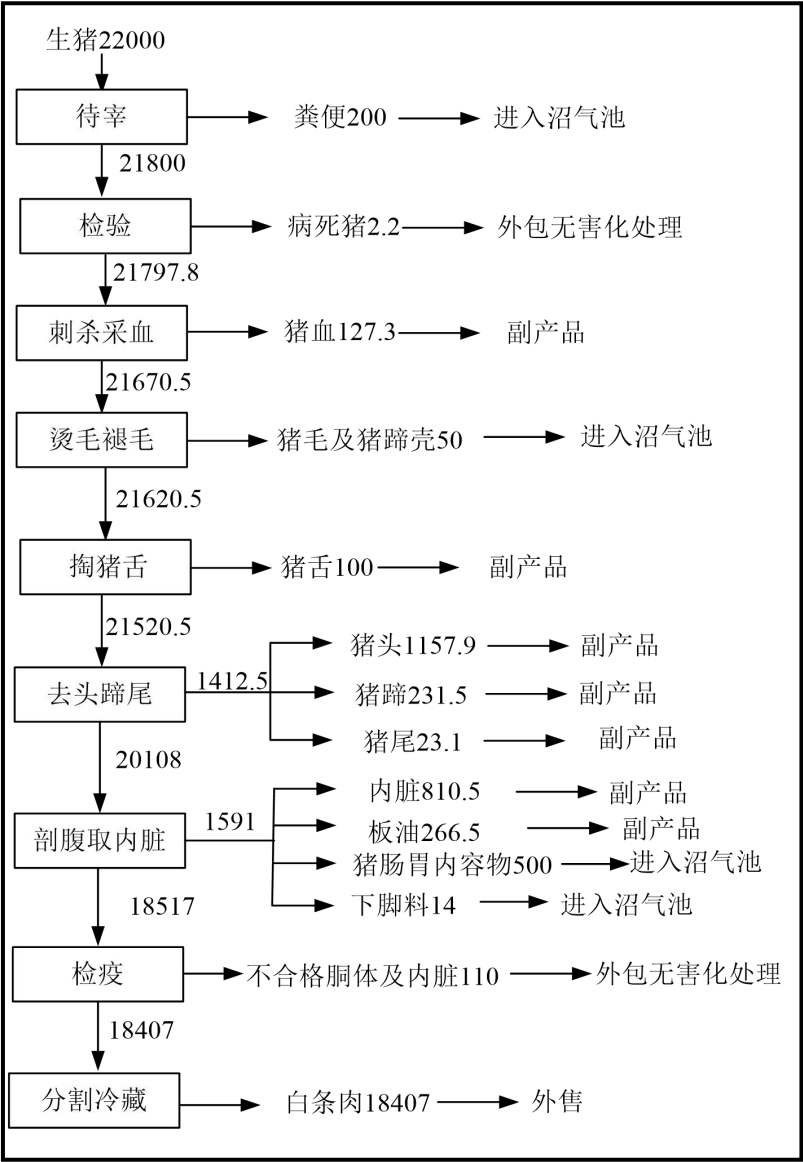 生猪22000
待宰
粪便200
进入沼气池
21800
检验
病死猪2.2
外包无害化处理
21797.8
刺杀采血
猪血127.3
副产品
21670.5
烫毛褪毛
猪毛及猪蹄壳50
进入沼气池
21620.5
掏猪舌
猪舌100
副产品
21520.5
去头蹄尾
1412.5
猪头1157.9
副产品
猪蹄231.5
副产品
猪尾23.1
副产品
20108
剖腹取内脏
1591
内脏810.5
副产品
板油266.5
副产品
猪肠胃内容物500
进入沼气池
下脚料14
进入沼气池
18517
检疫
不合格胴体及内脏110
外包无害化处理
18407
分割冷藏
白条肉18407
外售